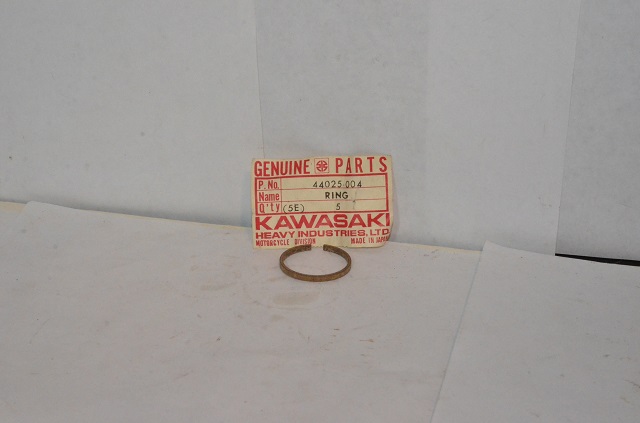 GENUINE PARTS
P. No. 44025 004
Name RING
Q'ty (5E) 5
KAWASAKI
HEAVY INDUSTRIES, LTD.
MOTORCYCLE DIVISION MADE IN JAPAN